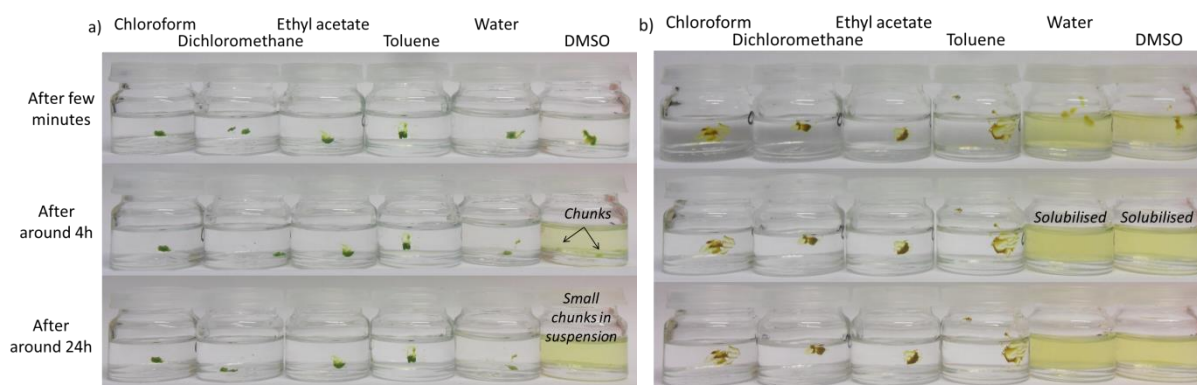 a) Chloroform Ethyl acetate Water
Dichloromethane Toluene DMSO
b) Chloroform Ethyl acetate Water
Dichloromethane Toluene DMSO
After few
minutes
After
around 4h
Chunks
Solubilised Solubilised
After
around 24h
Small
chunks in
suspension